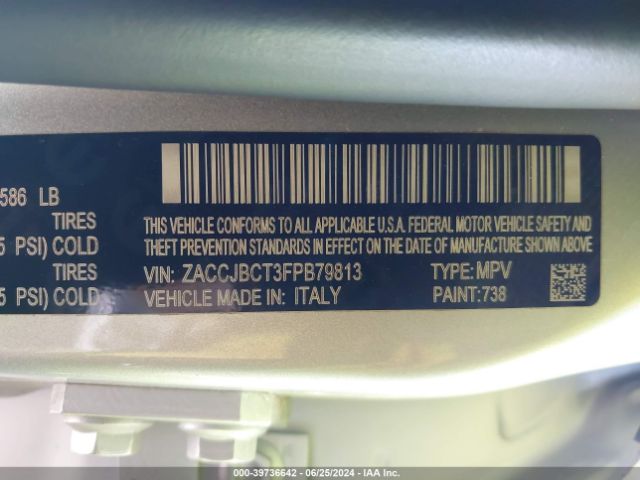 586 LB
TIRES
5 PSI) COLD
TIRES
5 PSI) COLD
THIS VEHICLE CONFORMS TO ALL APPLICABLE U.S.A. FEDERAL MOTOR VEHICLE SAFETY AND
THEFT PREVENTION STANDARDS IN EFFECT ON THE DATE OF MANUFACTURE SHOWN ABOVE.
VIN: ZACCJBCT3FPB79813 TYPE: MPV
VEHICLE MADE IN: ITALY PAINT: 738
000-39736642 / 06/25/2024 - IAA Inc.